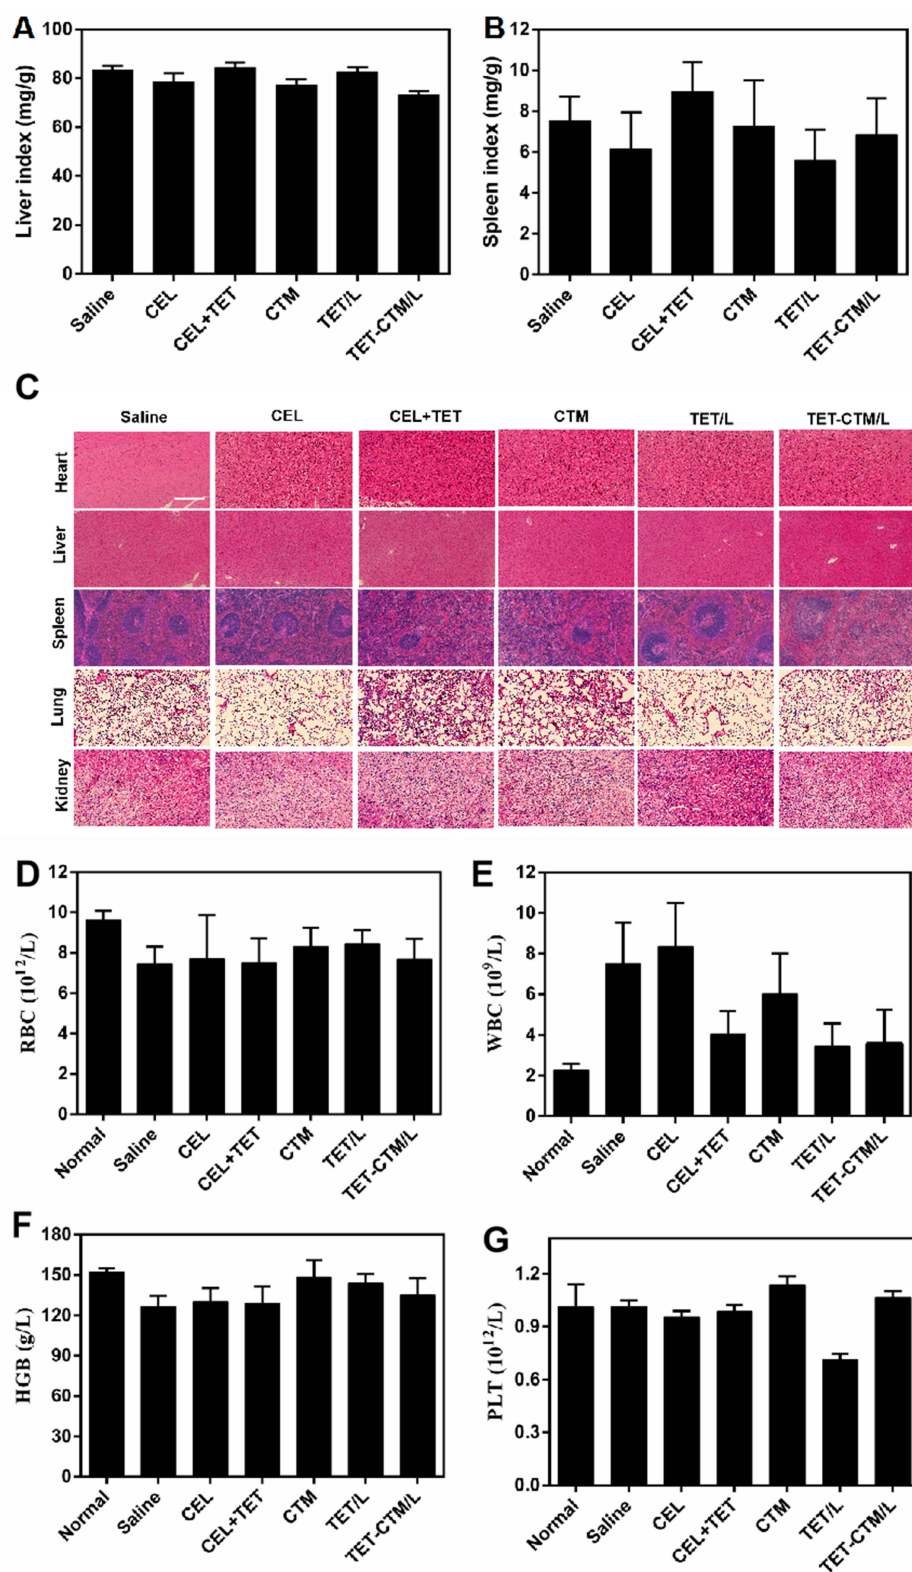 A
Liver index (mg/g)
100
80
60
40
20
0
Saline
CEL
CEL+TET
CTM
TET/L
TET-CTM/L
B
Spleen index (mg/g)
12
10
8
6
4
2
0
Saline
CEL
CEL+TET
CTM
TET/L
TET-CTM/L
C
Saline CEL CEL+TET CTM TET/L TET-CTM/L
Heart
Liver
Spleen
Lung
Kidney
D
RBC (10¹²/L)
12
10
8
6
4
2
0
Normal
Saline
CEL
CEL+TET
CTM
TET/L
TET-CTM/L
E
WBC (10⁹/L)
12
10
8
6
4
2
0
Normal
Saline
CEL
CEL+TET
CTM
TET/L
TET-CTM/L
F
HGB (g/L)
180
150
120
90
60
30
0
Normal
Saline
CEL
CEL+TET
CTM
TET/L
TET-CTM/L
G
PLT (10¹²/L)
1.2
0.9
0.6
0.3
0.0
Normal
Saline
CEL
CEL+TET
CTM
TET/L
TET-CTM/L